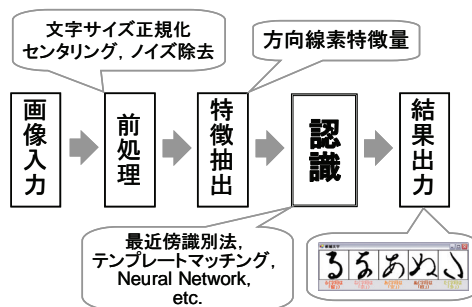 文字サイズ正規化
センタリング, ノイズ除去
方向線素特徴量
画像入力
前処理
特徴抽出
認識
結果出力
最近傍識別法,
テンプレートマッチング,
Neural Network,
etc.